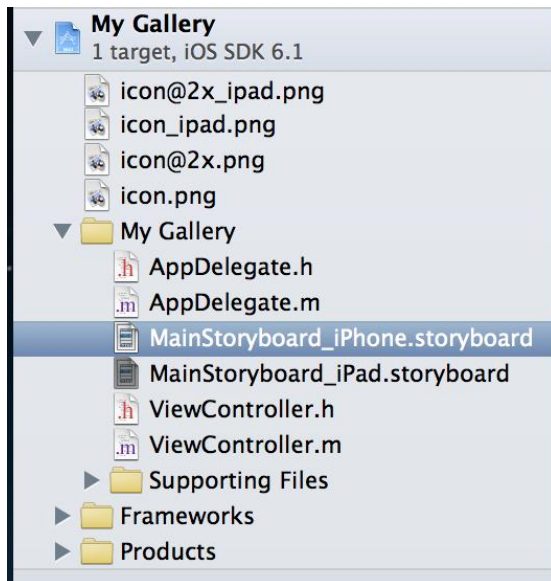 My Gallery
1 target, iOS SDK 6.1
icon@2x_ipad.png
icon_ipad.png
icon@2x.png
icon.png
My Gallery
.h AppDelegate.h
.m AppDelegate.m
MainStoryboard_iPhone.storyboard
MainStoryboard_iPad.storyboard
.h ViewController.h
.m ViewController.m
Supporting Files
Frameworks
Products